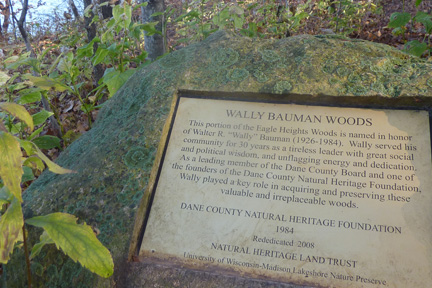 WALLY BAUMAN WOODS
This portion of the Eagle Heights Woods is named in honor
of Walter R. "Wally" Bauman (1926-1984). Wally served his
community for 30 years as a tireless leader with great social
and political wisdom, and unflagging energy and dedication.
As a leading member of the Dane County Board and one of
the founders of the Dane County Natural Heritage Foundation,
Wally played a key role in acquiring and preserving these
valuable and irreplaceable woods.
DANE COUNTY NATURAL HERITAGE FOUNDATION
1984
Rededicated 2008
NATURAL HERITAGE LAND TRUST
University of Wisconsin-Madison Lakeshore Nature Preserve